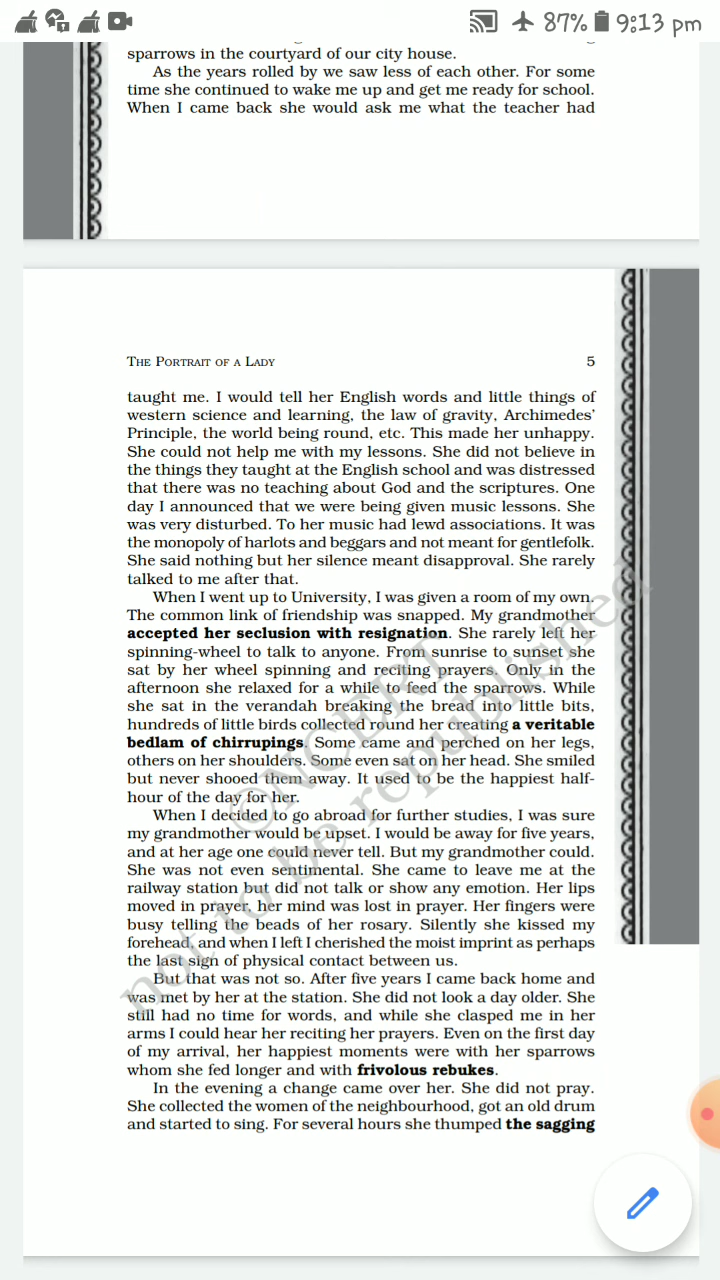 87% 9:13 pm
sparrows in the courtyard of our city house.
As the years rolled by we saw less of each other. For some
time she continued to wake me up and get me ready for school.
When I came back she would ask me what the teacher had
THE PORTRAIT OF A LADY 5
taught me. I would tell her English words and little things of
western science and learning, the law of gravity, Archimedes'
Principle, the world being round, etc. This made her unhappy.
She could not help me with my lessons. She did not believe in
the things they taught at the English school and was distressed
that there was no teaching about God and the scriptures. One
day I announced that we were being given music lessons. She
was very disturbed. To her music had lewd associations. It was
the monopoly of harlots and beggars and not meant for gentlefolk.
She said nothing but her silence meant disapproval. She rarely
talked to me after that.
When I went up to University, I was given a room of my own.
The common link of friendship was snapped. My grandmother
accepted her seclusion with resignation. She rarely left her
spinning-wheel to talk to anyone. From sunrise to sunset she
sat by her wheel spinning and reciting prayers. Only in the
afternoon she relaxed for a while to feed the sparrows. While
she sat in the verandah breaking the bread into little bits,
hundreds of little birds collected round her creating a veritable
bedlam of chirrupings. Some came and perched on her legs,
others on her shoulders. Some even sat on her head. She smiled
but never shooed them away. It used to be the happiest half-
hour of the day for her.
When I decided to go abroad for further studies, I was sure
my grandmother would be upset. I would be away for five years,
and at her age one could never tell. But my grandmother could.
She was not even sentimental. She came to leave me at the
railway station but did not talk or show any emotion. Her lips
moved in prayer, her mind was lost in prayer. Her fingers were
busy telling the beads of her rosary. Silently she kissed my
forehead, and when I left I cherished the moist imprint as perhaps
the last sign of physical contact between us.
But that was not so. After five years I came back home and
was met by her at the station. She did not look a day older. She
still had no time for words, and while she clasped me in her
arms I could hear her reciting her prayers. Even on the first day
of my arrival, her happiest moments were with her sparrows
whom she fed longer and with frivolous rebukes.
In the evening a change came over her. She did not pray.
She collected the women of the neighbourhood, got an old drum
and started to sing. For several hours she thumped the sagging
©NCERT
not to be republished